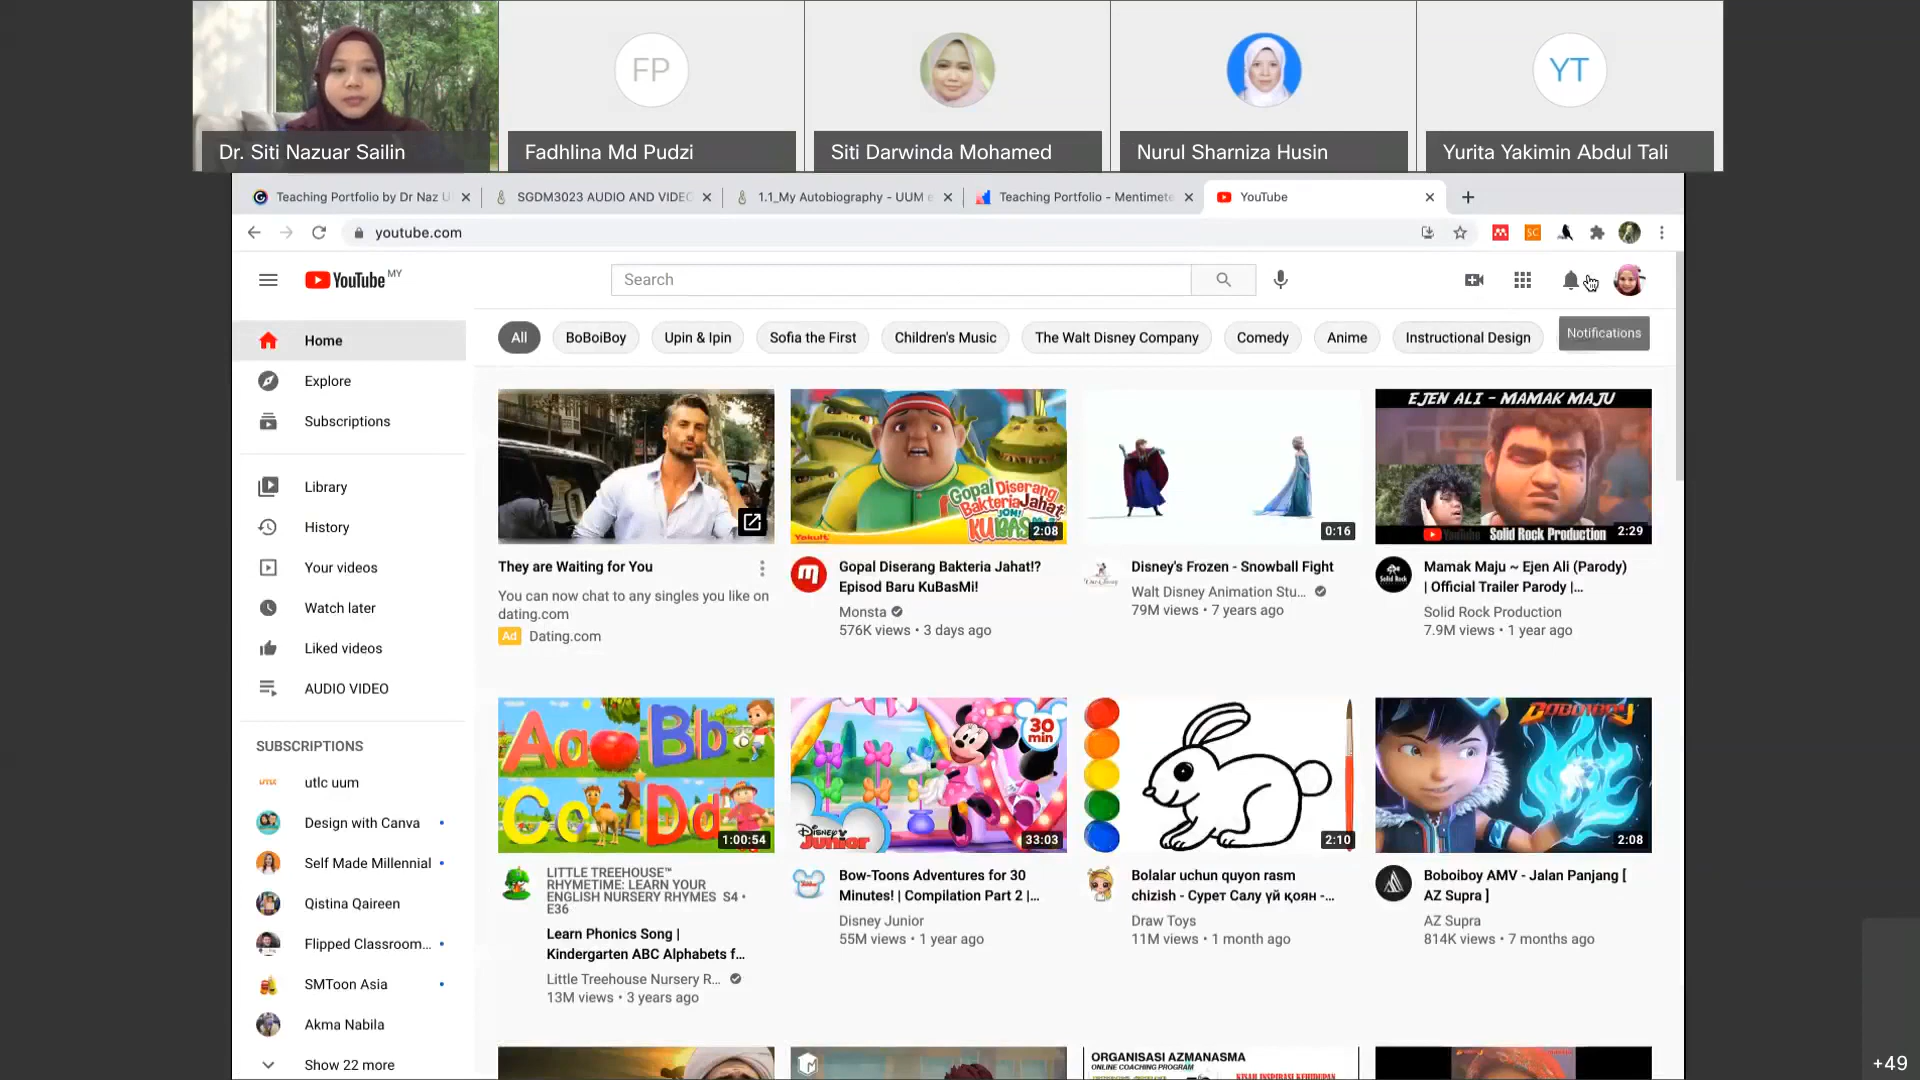 FP
YT
Dr. Siti Nazuar Sailin
Fadhlina Md Pudzi
Siti Darwinda Mohamed
Nurul Sharniza Husin
Yurita Yakimin Abdul Tali
Teaching Portfolio by Dr Naz U
SGDM3023 AUDIO AND VIDEO
1.1_My Autobiography - UUM e
Teaching Portfolio - Mentimete
YouTube
youtube.com
SC
YouTube MY
Search
Home
Explore
Subscriptions
Library
History
Your videos
Watch later
Liked videos
AUDIO VIDEO
SUBSCRIPTIONS
utlc uum
Design with Canva
Self Made Millennial
Qistina Qaireen
Flipped Classroom...
SMToon Asia
Akma Nabila
Show 22 more
All
BoBoiBoy
Upin & Ipin
Sofia the First
Children's Music
The Walt Disney Company
Comedy
Anime
Instructional Design
Notifications
They are Waiting for You
You can now chat to any singles you like on
dating.com
Ad Dating.com
Gopal Diserang
Bakteria Jahat
JOM!
KUBASMi
Yakult
2:08
Gopal Diserang Bakteria Jahat!?
Episod Baru KuBasMi!
Monsta
576K views • 3 days ago
0:16
Disney's Frozen - Snowball Fight
Walt Disney Animation Stu...
79M views • 7 years ago
EJEN ALI - MAMAK MAJU
YouTube Solid Rock Production 2:29
Mamak Maju ~ Ejen Ali (Parody)
| Official Trailer Parody |...
Solid Rock Production
7.9M views • 1 year ago
Aa Bb
Cc Dd
1:00:54
LITTLE TREEHOUSE™
RHYMETIME: LEARN YOUR
ENGLISH NURSERY RHYMES S4 •
E36
Learn Phonics Song |
Kindergarten ABC Alphabets f...
Little Treehouse Nursery R...
13M views • 3 years ago
30
min
Disney
Junior
33:03
Bow-Toons Adventures for 30
Minutes! | Compilation Part 2 |...
Disney Junior
55M views • 1 year ago
2:10
Bolalar uchun quyon rasm
chizish - Сурет Салу үй қоян -...
Draw Toys
11M views • 1 month ago
BOBOIBOY
2:08
Boboiboy AMV - Jalan Panjang [
AZ Supra ]
AZ Supra
814K views • 7 months ago
ORGANISASI AZMANASMA
ONLINE COACHING PROGRAM
KISAH INSPIRASI KEHIDUPAN
+49